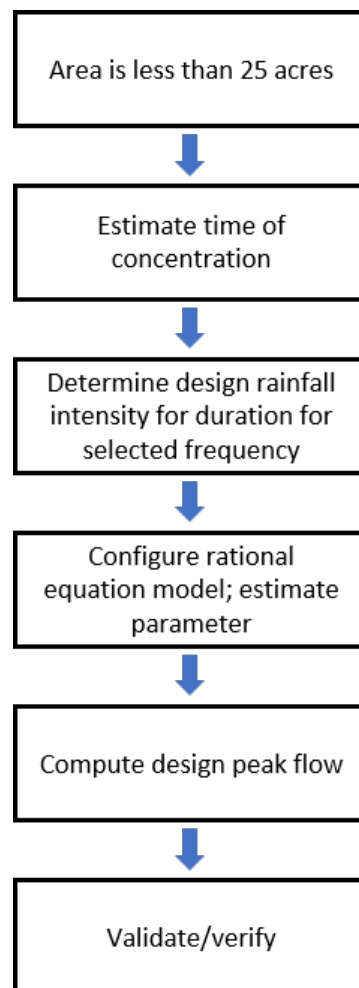 Area is less than 25 acres
Estimate time of
concentration
Determine design rainfall
intensity for duration for
selected frequency
Configure rational
equation model; estimate
parameter
Compute design peak flow
Validate/verify